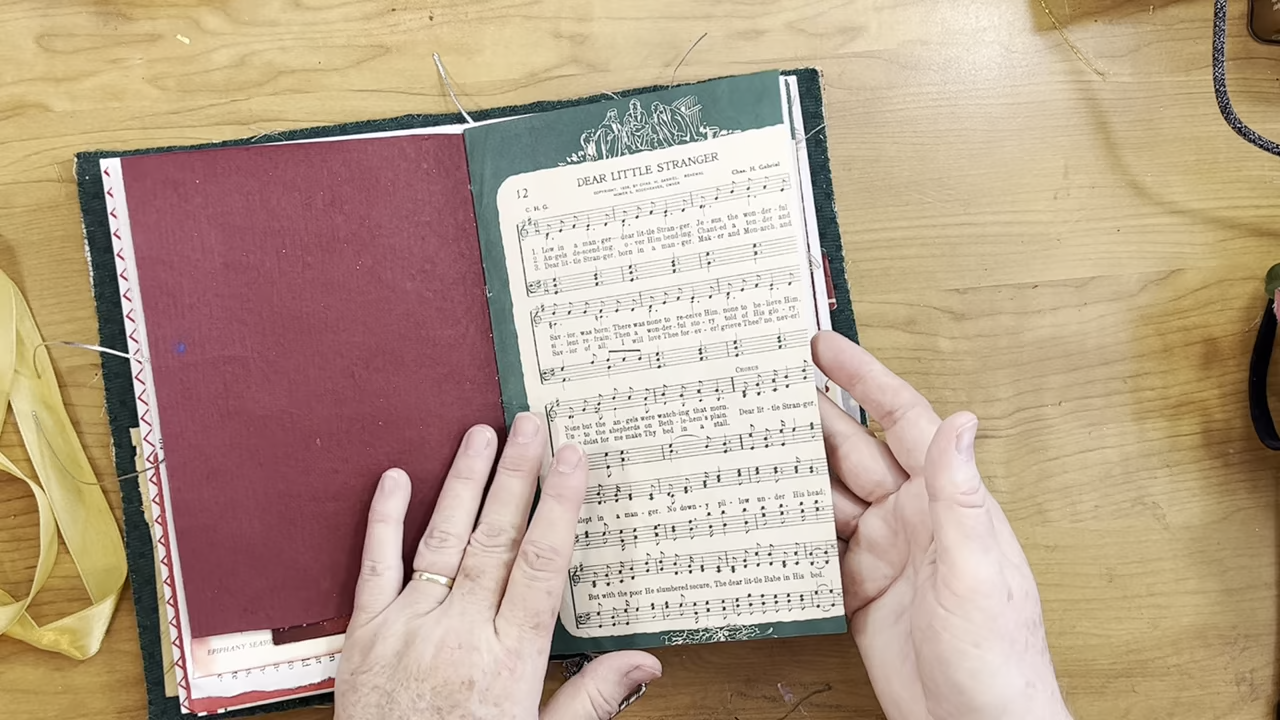 DEAR LITTLE STRANGER
12
C. H. G.
Chas. H. Gabriel
1. Low in a man-ger— dear lit-tle Stran-ger, Je-sus, the won-der-ful
2. An-gels de-scend-ing, o-ver Him bend-ing, Chant-ed a ten-der and
3. Dear lit-tle Stran-ger, born in a man-ger, Mak-er and Mon-arch, and
Sav-ior, was born; There was none to re-ceive Him, none to be-lieve Him,
si-lent re-frain; Then a won-der-ful sto-ry told of His glo-ry,
Sav-ior of all; I will love Thee for-ev-er! grieve Thee? no, nev-er!
CHORUS
None but the an-gels were watch-ing that morn. Dear lit-tle Stran-ger,
Un-to the shepherds on Beth-le-hem's plain.
didst for me make Thy bed in a stall.
slept in a man-ger, No down-y pil-low un-der His head;
But with the poor He slumbered secure, The dear lit-tle Babe in His bed.
EPIPHANY SEASO